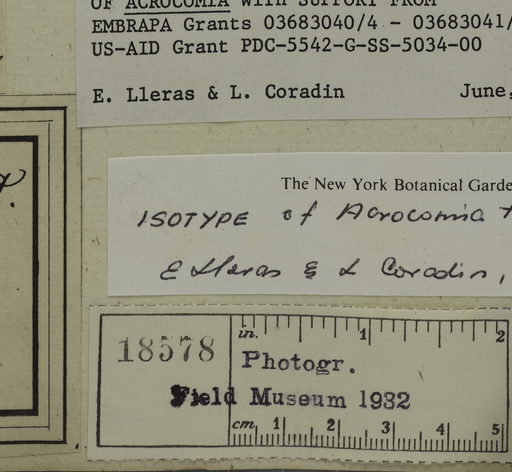 OF ACROCOMIA WITH SUPPORT FROM
EMBRAPA Grants 03683040/4 - 03683041/
US-AID Grant PDC-5542-G-SS-5034-00
E. Lleras & L. Coradin June,
The New York Botanical Garde
ISOTYPE of Acrocomia t
E Lleras & L Coradin,
18578
in. 1 2
Photogr.
Field Museum 1932
cm 1 2 3 4 5